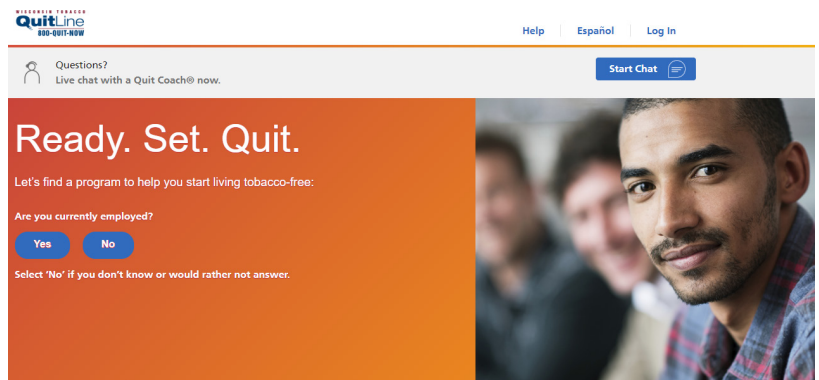 WISCONSIN TOBACCO
QuitLine
800-QUIT-NOW
Help
Español
Log In
Questions?
Live chat with a Quit Coach® now.
Start Chat
Ready. Set. Quit.
Let's find a program to help you start living tobacco-free:
Are you currently employed?
Yes
No
Select ‘No’ if you don’t know or would rather not answer.